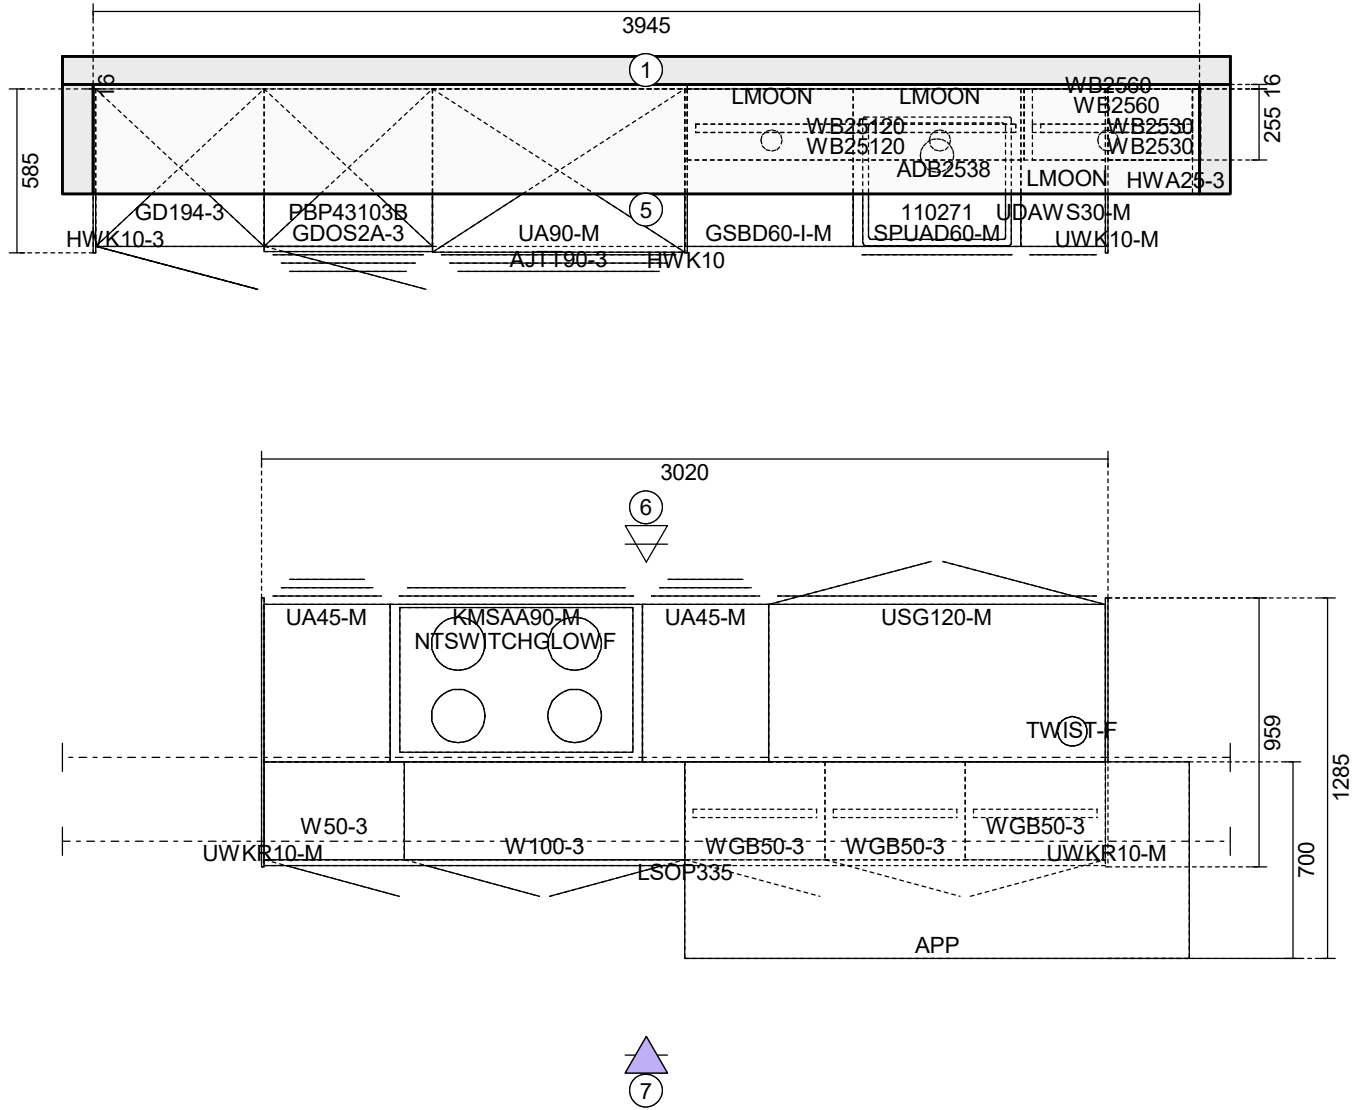 3945
1
16
WB2560
16
LMOON
LMOON
WB2560
WB25120
WB2530
255
WB25120
WB2530
585
ADB2538
LMOON
HWA25-3
GD194-3
PBP43103B
5
110271
UDAWS30-M
HWK10-3
GDOS2A-3
UA90-M
GSBD60-I-M
SPUAD60-M
UWK10-M
AJTT90-3
HWK10
3020
6
UA45-M
KMSAA90-M
UA45-M
USG120-M
NTSWITCHGLOWF
TWIST-F
959
1285
W50-3
WGB50-3
UWKR10-M
W100-3
WGB50-3
WGB50-3
UWKR10-M
700
LSOP335
APP
7